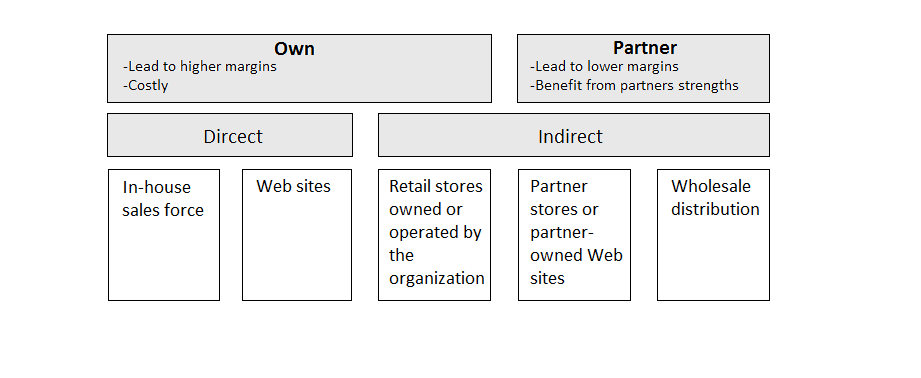 Own
-Lead to higher margins
-Costly
Partner
-Lead to lower margins
-Benefit from partners strengths
Dircect
Indirect
In-house
sales force
Web sites
Retail stores
owned or
operated by
the
organization
Partner
stores or
partner-
owned Web
sites
Wholesale
distribution